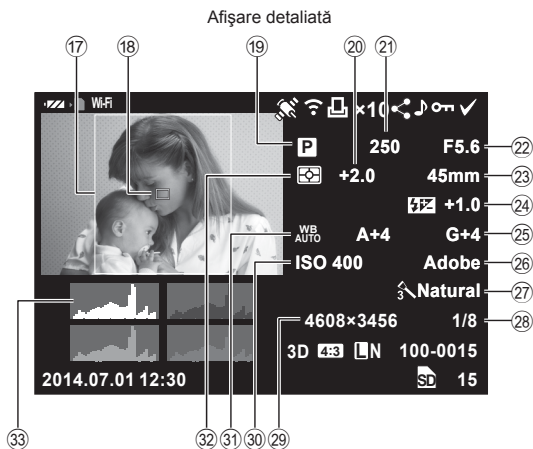 Afişare detaliată
⑰ ⑱ ⑲ ⑳ ㉑
Wi-Fi ×10
P 250 F5.6 ㉒
+2.0 45mm ㉓
+1.0 ㉔
WB AUTO A+4 G+4 ㉕
ISO 400 Adobe ㉖
3 Natural ㉗
4608×3456 1/8 ㉘
3D 4:3 LN 100-0015
2014.07.01 12:30 SD 15
㉝ ㉜ ㉛ ㉚ ㉙